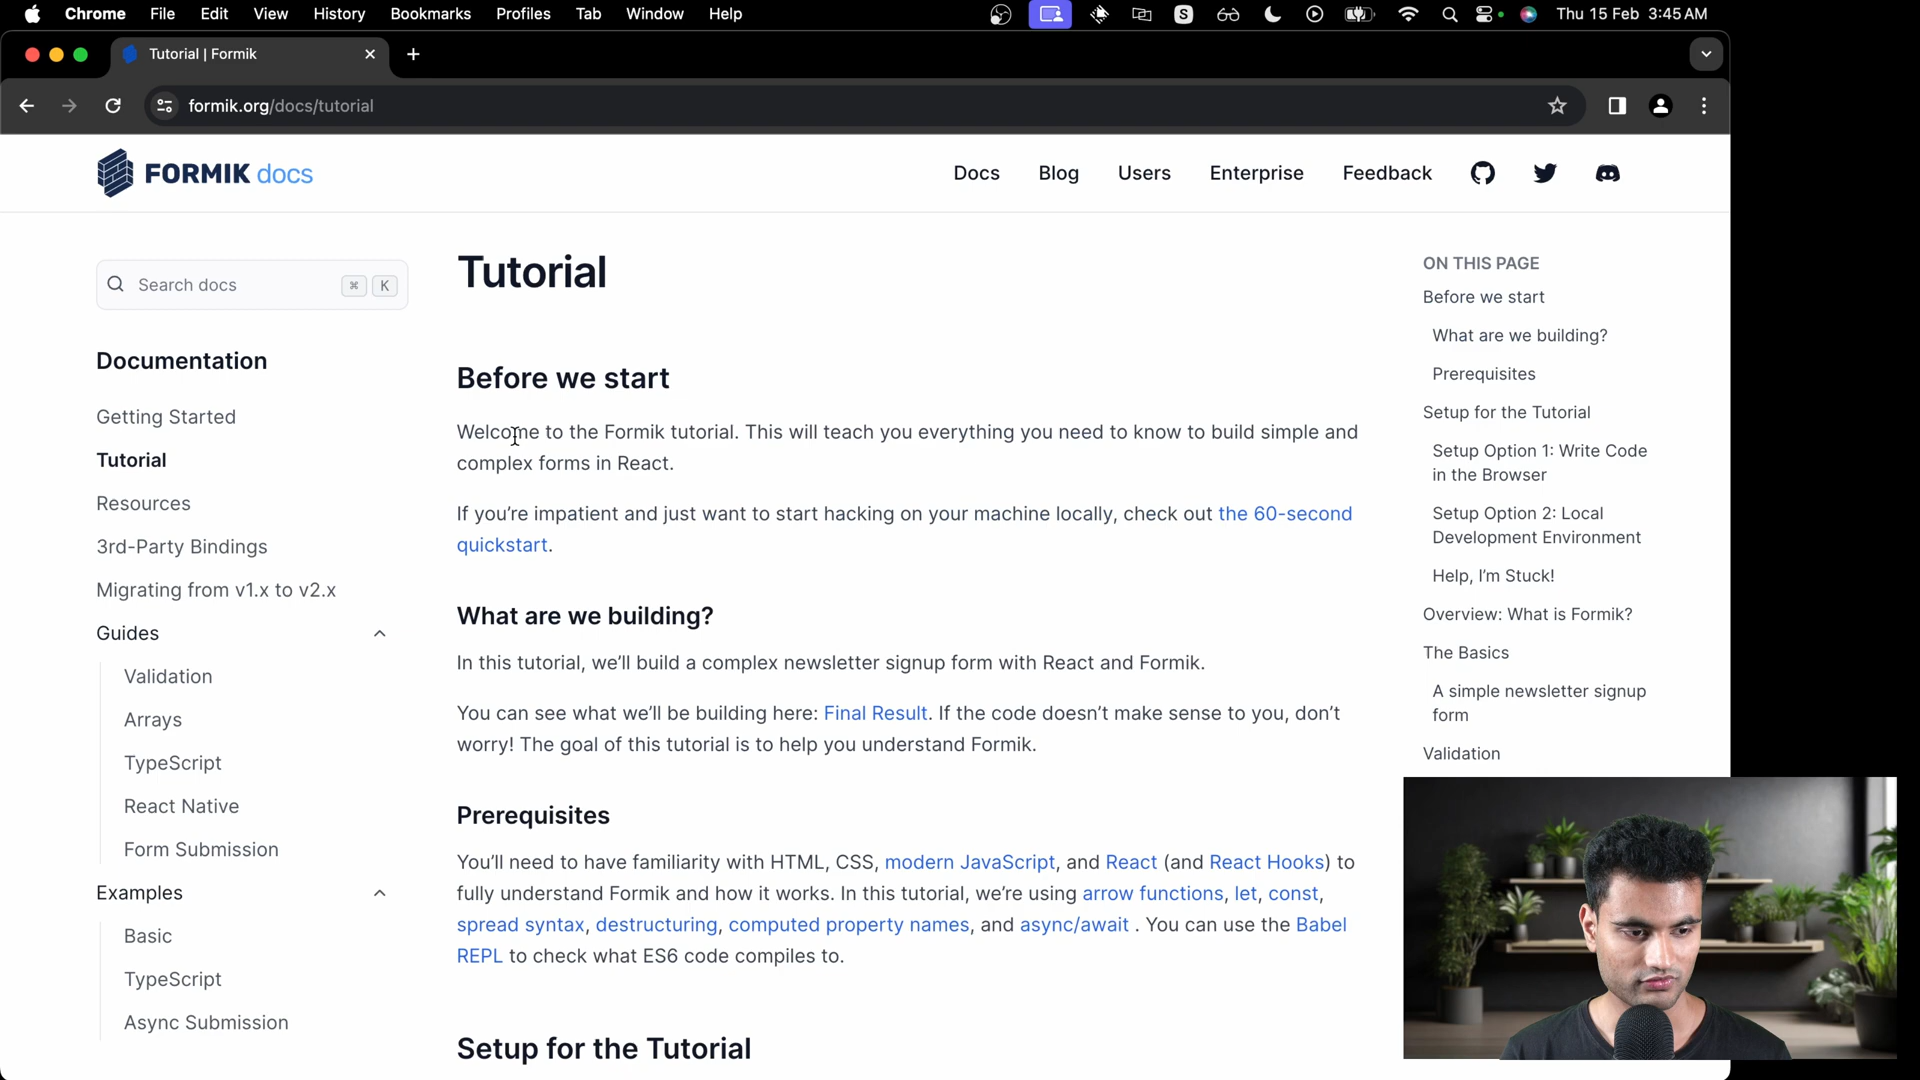 Chrome File Edit View History Bookmarks Profiles Tab Window Help
S
Thu 15 Feb 3:45 AM
Tutorial | Formik
formik.org/docs/tutorial
FORMIK docs
Docs Blog Users Enterprise Feedback
Search docs ⌘ K
Documentation
Getting Started
Tutorial
Resources
3rd-Party Bindings
Migrating from v1.x to v2.x
Guides
Validation
Arrays
TypeScript
React Native
Form Submission
Examples
Basic
TypeScript
Async Submission
Tutorial
Before we start
Welcome to the Formik tutorial. This will teach you everything you need to know to build simple and
complex forms in React.
If you’re impatient and just want to start hacking on your machine locally, check out the 60-second
quickstart.
What are we building?
In this tutorial, we’ll build a complex newsletter signup form with React and Formik.
You can see what we’ll be building here: Final Result. If the code doesn’t make sense to you, don’t
worry! The goal of this tutorial is to help you understand Formik.
Prerequisites
You’ll need to have familiarity with HTML, CSS, modern JavaScript, and React (and React Hooks) to
fully understand Formik and how it works. In this tutorial, we’re using arrow functions, let, const,
spread syntax, destructuring, computed property names, and async/await . You can use the Babel
REPL to check what ES6 code compiles to.
Setup for the Tutorial
ON THIS PAGE
Before we start
What are we building?
Prerequisites
Setup for the Tutorial
Setup Option 1: Write Code
in the Browser
Setup Option 2: Local
Development Environment
Help, I’m Stuck!
Overview: What is Formik?
The Basics
A simple newsletter signup
form
Validation